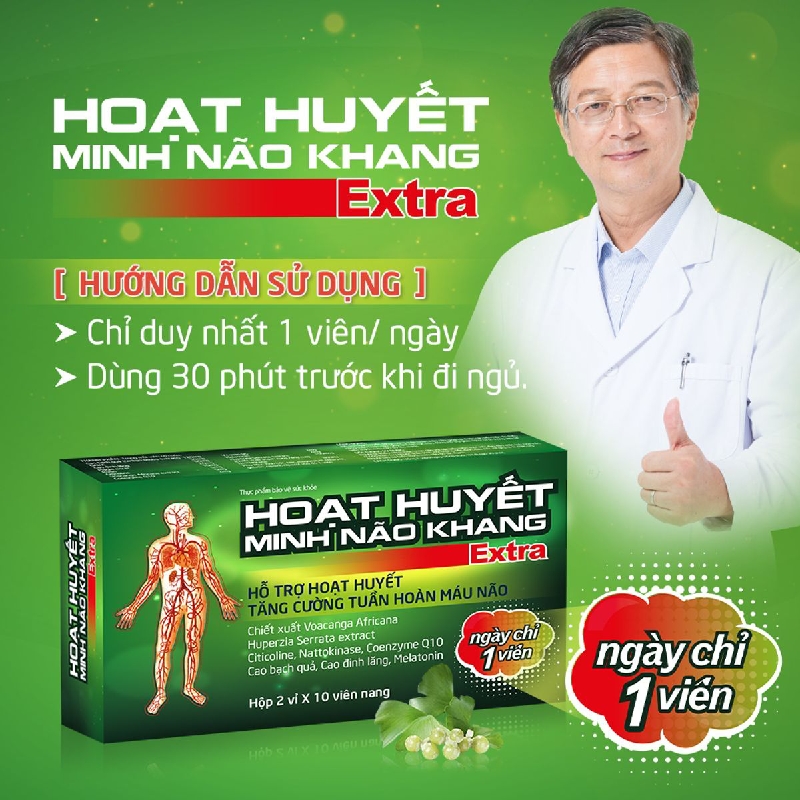 HOẠT HUYẾT
MINH NÃO KHANG
Extra
[ HƯỚNG DẪN SỬ DỤNG ]
➤ Chỉ duy nhất 1 viên/ ngày
➤ Dùng 30 phút trước khi đi ngủ.
Thực phẩm bảo vệ sức khỏe
HOẠT HUYẾT
MINH NÃO KHANG
Extra
HỖ TRỢ HOẠT HUYẾT
TĂNG CƯỜNG TUẦN HOÀN MÁU NÃO
Chiết xuất Voacanga Africana
Huperzia Serrata extract
Citicoline, Nattokinase, Coenzyme Q10
Cao bạch quả, Cao đinh lăng, Melatonin
Hộp 2 vỉ X 10 viên nang
ngày chỉ
1 viên
HOẠT HUYẾT
MINH NÃO KHANG
Extra
ngày chỉ
1 viên